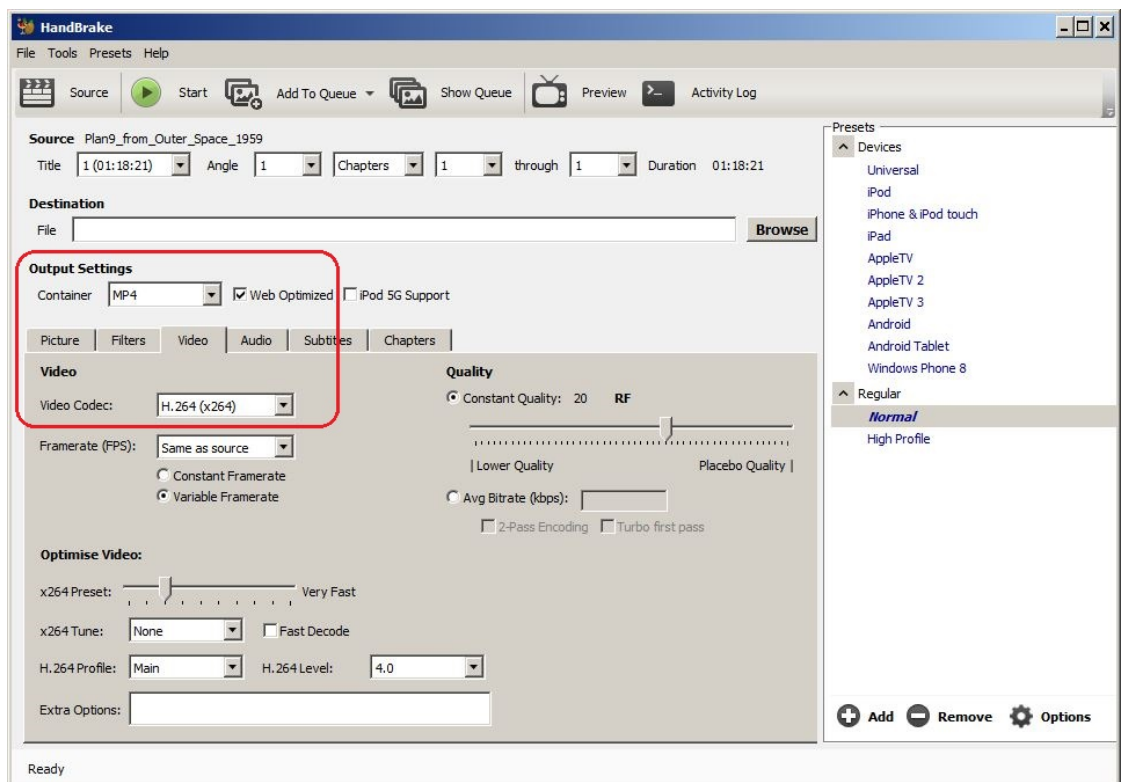 HandBrake
File Tools Presets Help
Source Start Add To Queue Show Queue Preview Activity Log
Source Plan9_from_Outer_Space_1959
Title 1 (01:18:21) Angle 1 Chapters 1 through 1 Duration 01:18:21
Destination
File Browse
Output Settings
Container MP4 Web Optimized iPod 5G Support
Picture Filters Video Audio Subtitles Chapters
Video
Video Codec: H.264 (x264)
Framerate (FPS): Same as source
Constant Framerate
Variable Framerate
Quality
Constant Quality: 20 RF
|Lower Quality Placebo Quality |
Avg Bitrate (kbps):
2-Pass Encoding Turbo first pass
Optimise Video:
x264 Preset: Very Fast
x264 Tune: None Fast Decode
H.264 Profile: Main H.264 Level: 4.0
Extra Options:
Presets
Devices
Universal
iPod
iPhone & iPod touch
iPad
AppleTV
AppleTV 2
AppleTV 3
Android
Android Tablet
Windows Phone 8
Regular
Normal
High Profile
Add Remove Options
Ready